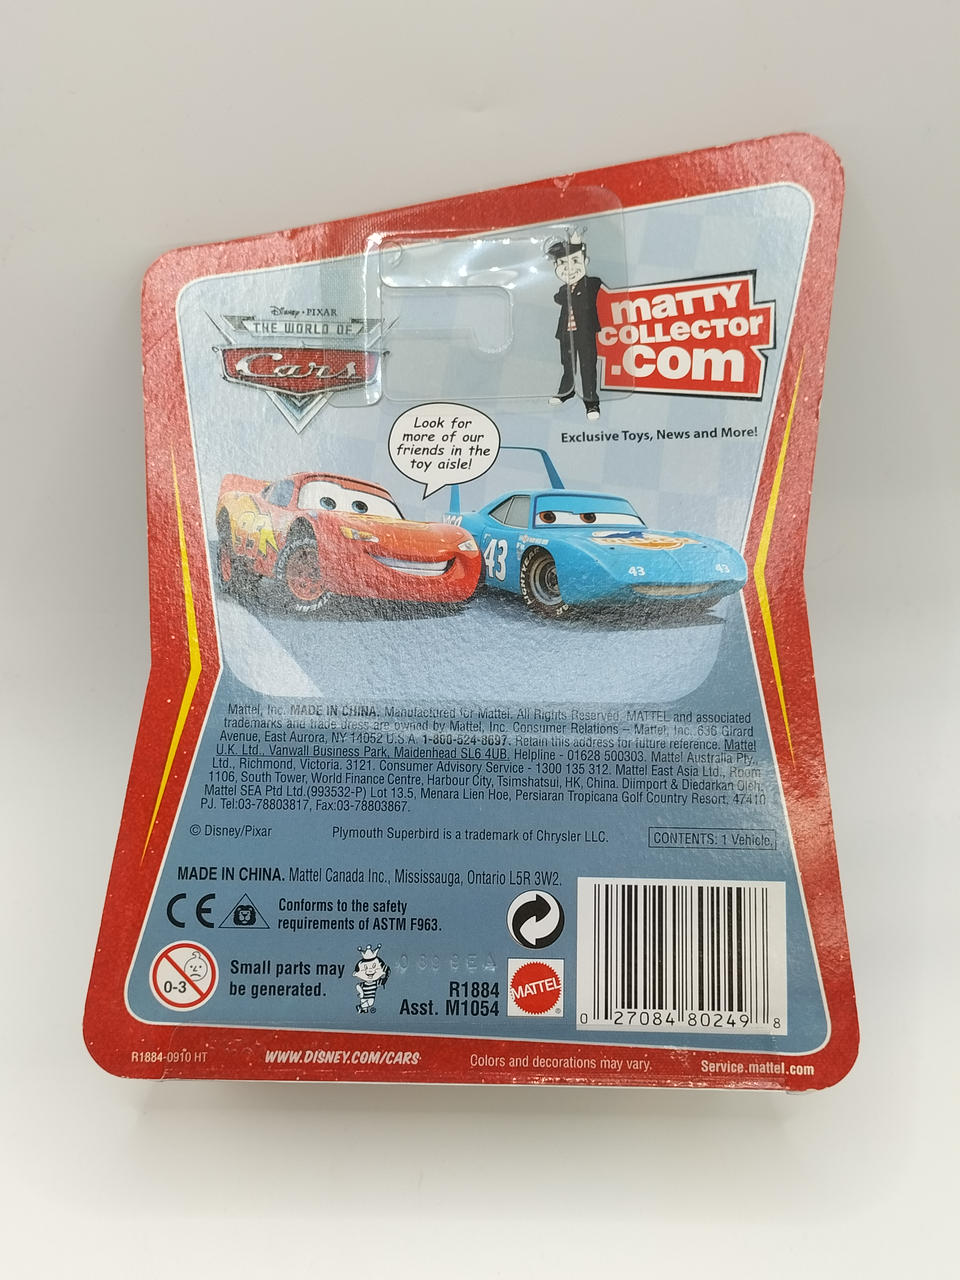 Disney • PIXAR
THE WORLD OF
Cars
maTTY
COLLecTOR
.com
Exclusive Toys, News and More!
Look for
more of our
friends in the
toy aisle!
95
43
43
43
Mattel, Inc. MADE IN CHINA. Manufactured for Mattel. All Rights Reserved. MATTEL and associated
trademarks and trade dress are owned by Mattel, Inc. Consumer Relations – Mattel, Inc. 636 Girard
Avenue, East Aurora, NY 14052 U.S.A. 1-800-524-8697. Retain this address for future reference. Mattel
U.K. Ltd., Vanwall Business Park, Maidenhead SL6 4UB. Helpline - 01628 500303. Mattel Australia Pty.,
Ltd., Richmond, Victoria. 3121. Consumer Advisory Service - 1300 135 312. Mattel East Asia Ltd., Room
1106, South Tower, World Finance Centre, Harbour City, Tsimshatsui, HK, China. Diimport & Diedarkan Oleh:
Mattel SEA Ptd Ltd.(993532-P) Lot 13.5, Menara Lien Hoe, Persiaran Tropicana Golf Country Resort, 47410
PJ. Tel:03-78803817, Fax:03-78803867.
© Disney/Pixar
Plymouth Superbird is a trademark of Chrysler LLC.
CONTENTS: 1 Vehicle.
MADE IN CHINA. Mattel Canada Inc., Mississauga, Ontario L5R 3W2.
CE
Conforms to the safety
requirements of ASTM F963.
0-3
Small parts may
be generated.
R1884
Asst. M1054
MATTEL
0 27084 80249 8
R1884-0910 HT
WWW.DISNEY.COM/CARS
Colors and decorations may vary.
Service.mattel.com